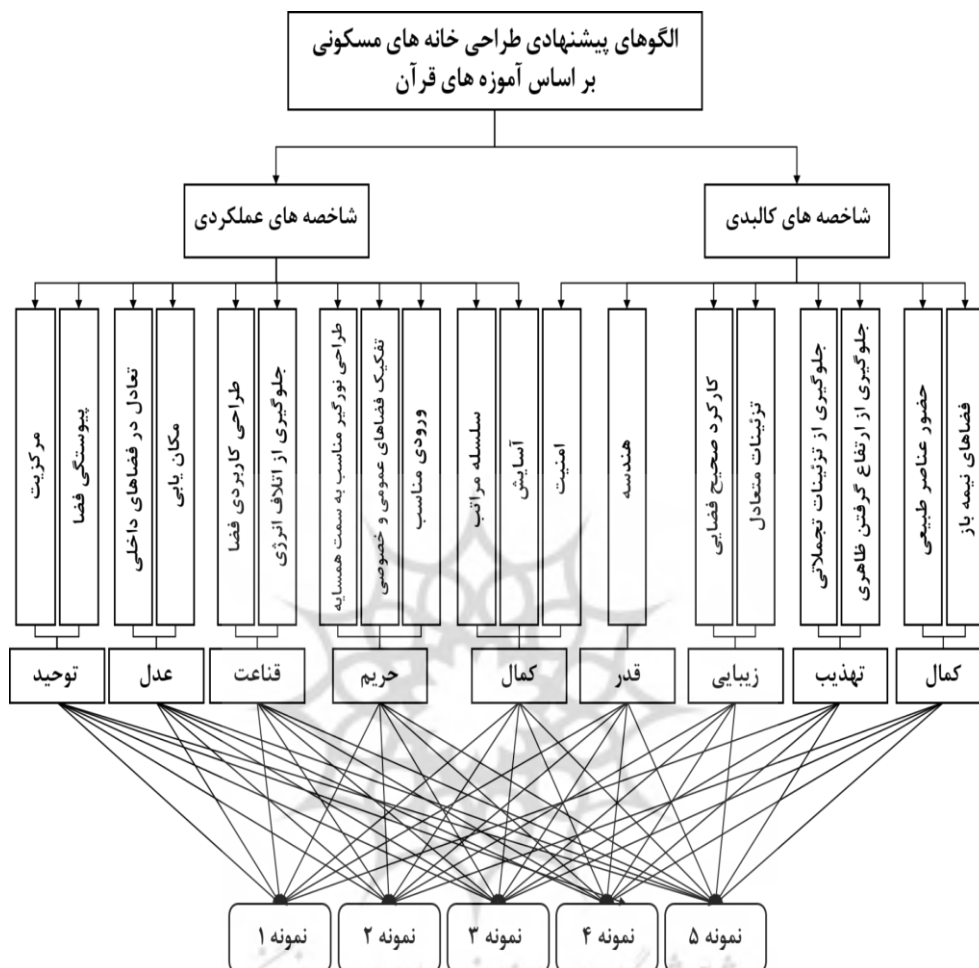 الگوهای پیشنهادی طراحی خانه های مسکونی
بر اساس آموزه های قرآن
شاخصه های کالبدی
شاخصه های عملکردی
فضاهای نیمه باز
حضور عناصر طبیعی
جلوگیری از ارتفاع گرفتن ظاهری
جلوگیری از تزئینات تجملاتی
تزئینات متعادل
کارکرد صحیح فضایی
هندسه
امنیت
آسایش
سلسله مراتب
ورودی مناسب
تفکیک فضاهای عمومی و خصوصی
طراحی نورگیر مناسب به سمت همسایه
جلوگیری از اتلاف انرژی
طراحی کاربردی فضا
مکان یابی
تعادل در فضاهای داخلی
پیوستگی فضا
مرکزیت
کمال
تهذیب
زیبایی
قدر
کمال
حریم
قناعت
عدل
توحید
نمونه ۵
نمونه ۴
نمونه ۳
نمونه ۲
نمونه ۱